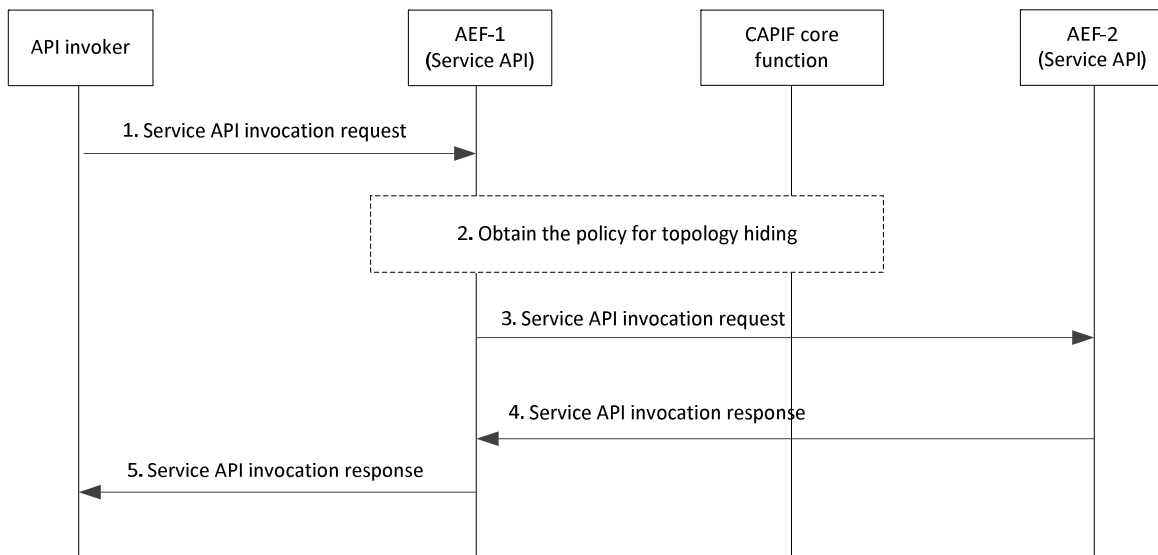 API invoker
AEF-1
(Service API)
CAPIF core
function
AEF-2
(Service API)
1. Service API invocation request
2. Obtain the policy for topology hiding
3. Service API invocation request
4. Service API invocation response
5. Service API invocation response